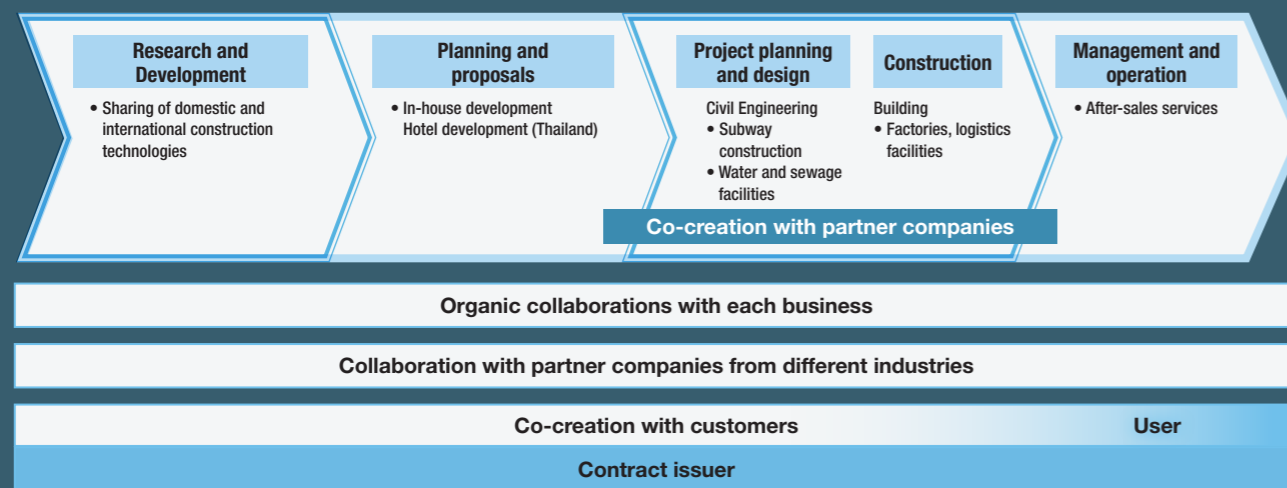 Research and
Development
• Sharing of domestic and
international construction
technologies
Planning and
proposals
• In-house development
Hotel development (Thailand)
Project planning
and design
Civil Engineering
• Subway
construction
• Water and sewage
facilities
Construction
Building
• Factories, logistics
facilities
Management and
operation
• After-sales services
Co-creation with partner companies
Organic collaborations with each business
Collaboration with partner companies from different industries
Co-creation with customers
User
Contract issuer